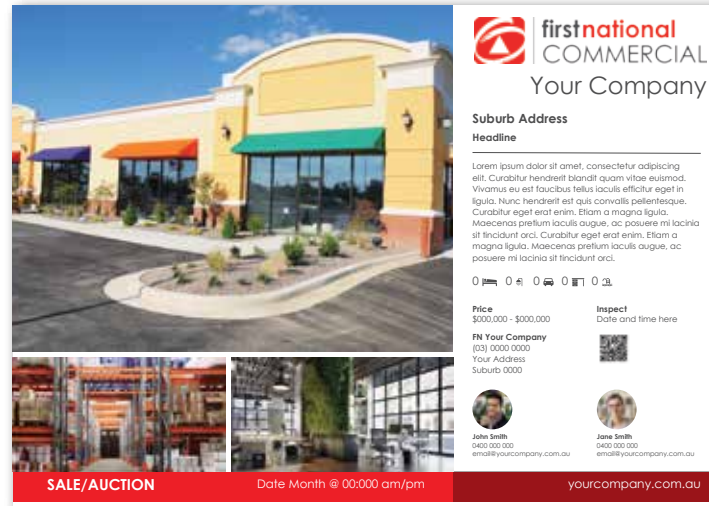 firstnational
COMMERCIAL
Your Company
Suburb Address
Headline
Lorem ipsum dolor sit amet, consectetur adipiscing
elit. Curabitur hendrerit blandit quam vitae euismod.
Vivamus eu est faucibus tellus iaculis efficitur eget in
ligula. Nunc hendrerit est quis convallis pellentesque.
Curabitur eget erat enim. Etiam a magna ligula.
Maecenas pretium iaculis augue, ac posuere mi lacinia
sit tincidunt orci. Curabitur eget erat enim. Etiam a
magna ligula. Maecenas pretium iaculis augue, ac
posuere mi lacinia sit tincidunt orci.
0 0 0 0 0
Price
$000,000 - $000,000
Inspect
Date and time here
FN Your Company
(03) 0000 0000
Your Address
Suburb 0000
John Smith
0400 000 000
email@yourcompany.com.au
Jane Smith
0400 000 000
email@yourcompany.com.au
SALE/AUCTION
Date Month @ 00:000 am/pm
yourcompany.com.au